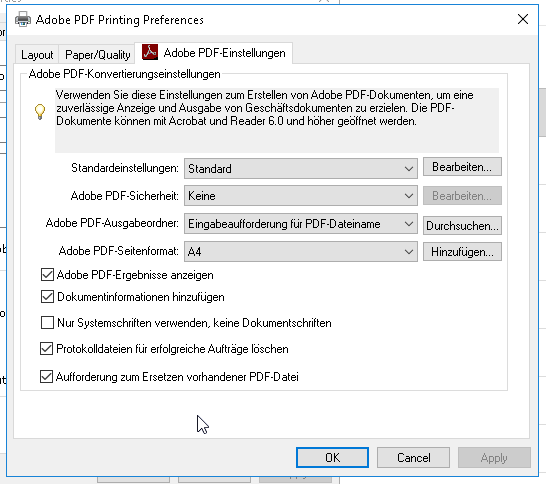 Adobe PDF Printing Preferences
Layout Paper/Quality Adobe PDF-Einstellungen
Adobe PDF-Konvertierungseinstellungen
Verwenden Sie diese Einstellungen zum Erstellen von Adobe PDF-Dokumenten, um eine
zuverlässige Anzeige und Ausgabe von Geschäftsdokumenten zu erzielen. Die PDF-
Dokumente können mit Acrobat und Reader 6.0 und höher geöffnet werden.
Standardeinstellungen: Standard Bearbeiten...
Adobe PDF-Sicherheit: Keine Bearbeiten...
Adobe PDF-Ausgabeordner: Eingabeaufforderung für PDF-Dateiname Durchsuchen...
Adobe PDF-Seitenformat: A4 Hinzufügen...
Adobe PDF-Ergebnisse anzeigen
Dokumentinformationen hinzufügen
Nur Systemschriften verwenden, keine Dokumentschriften
Protokolldateien für erfolgreiche Aufträge löschen
Aufforderung zum Ersetzen vorhandener PDF-Datei
OK Cancel Apply